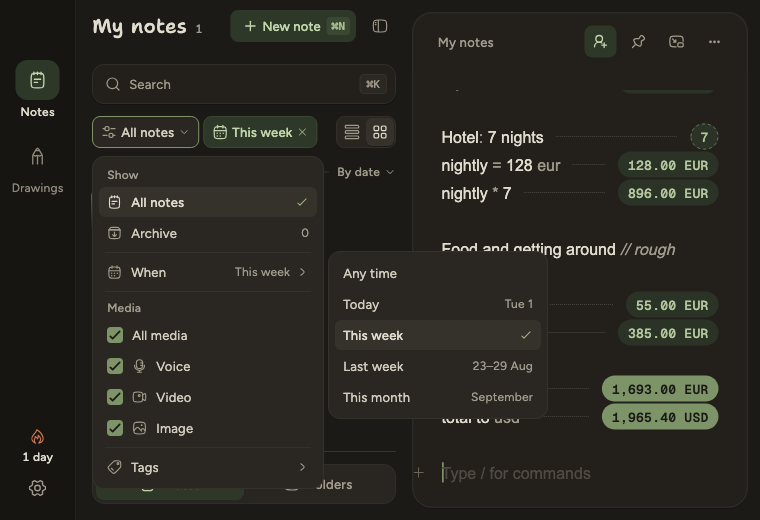 Notes
Drawings
1 day
My notes 1
New note ⌘N
Search ⌘K
All notes
This week ×
By date
Show
All notes
Archive 0
When This week
Media
All media
Voice
Video
Image
Tags
Any time
Today Tue 1
This week
Last week 23–29 Aug
This month September
My notes
Hotel: 7 nights 7
nightly = 128 eur 128.00 EUR
nightly * 7 896.00 EUR
Food and getting around // rough
55.00 EUR
385.00 EUR
1,693.00 EUR
total to usd 1,965.40 USD
+ Type / for commands